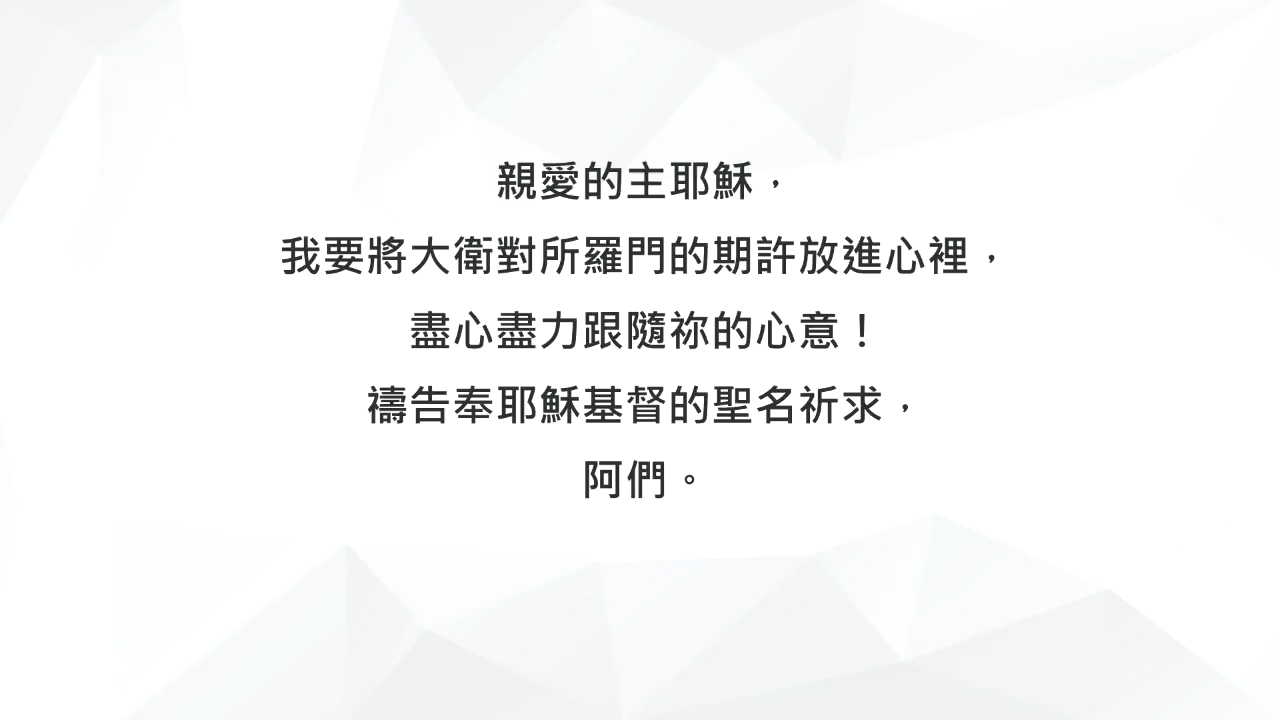 親愛的主耶穌，
我要將大衛對所羅門的期許放進心裡，
盡心盡力跟隨祢的心意！
禱告奉耶穌基督的聖名祈求，
阿們。